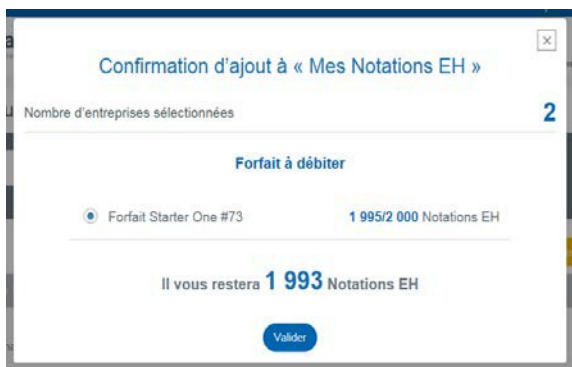 Confirmation d'ajout à « Mes Notations EH »
Nombre d'entreprises sélectionnées 2
Forfait à débiter
Forfait Starter One #73 1 995/2 000 Notations EH
Il vous restera 1 993 Notations EH
Valider